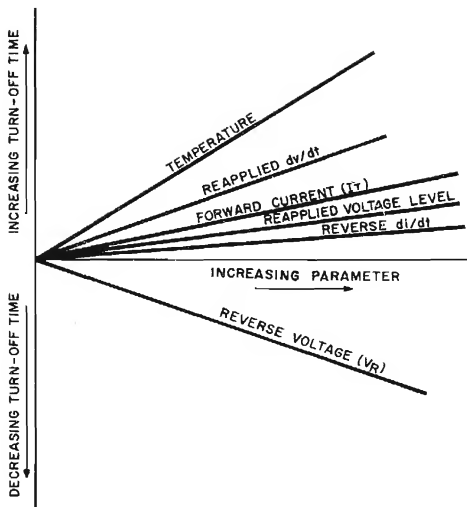 INCREASING TURN-OFF TIME
TEMPERATURE
REAPPLIED dv/dt
FORWARD CURRENT (IT)
REAPPLIED VOLTAGE LEVEL
REVERSE di/dt
INCREASING PARAMETER
REVERSE VOLTAGE (VR)
DECREASING TURN-OFF TIME